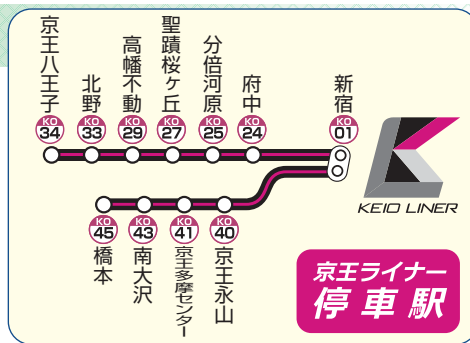 京王八王子
北野
高幡不動
聖蹟桜ヶ丘
分倍河原
府中
新宿
KO 34
KO 33
KO 29
KO 27
KO 25
KO 24
KO 01
KEIO LINER
KO 45
KO 43
KO 41
KO 40
橋本
南大沢
京王多摩センター
京王永山
京王ライナー
停車駅